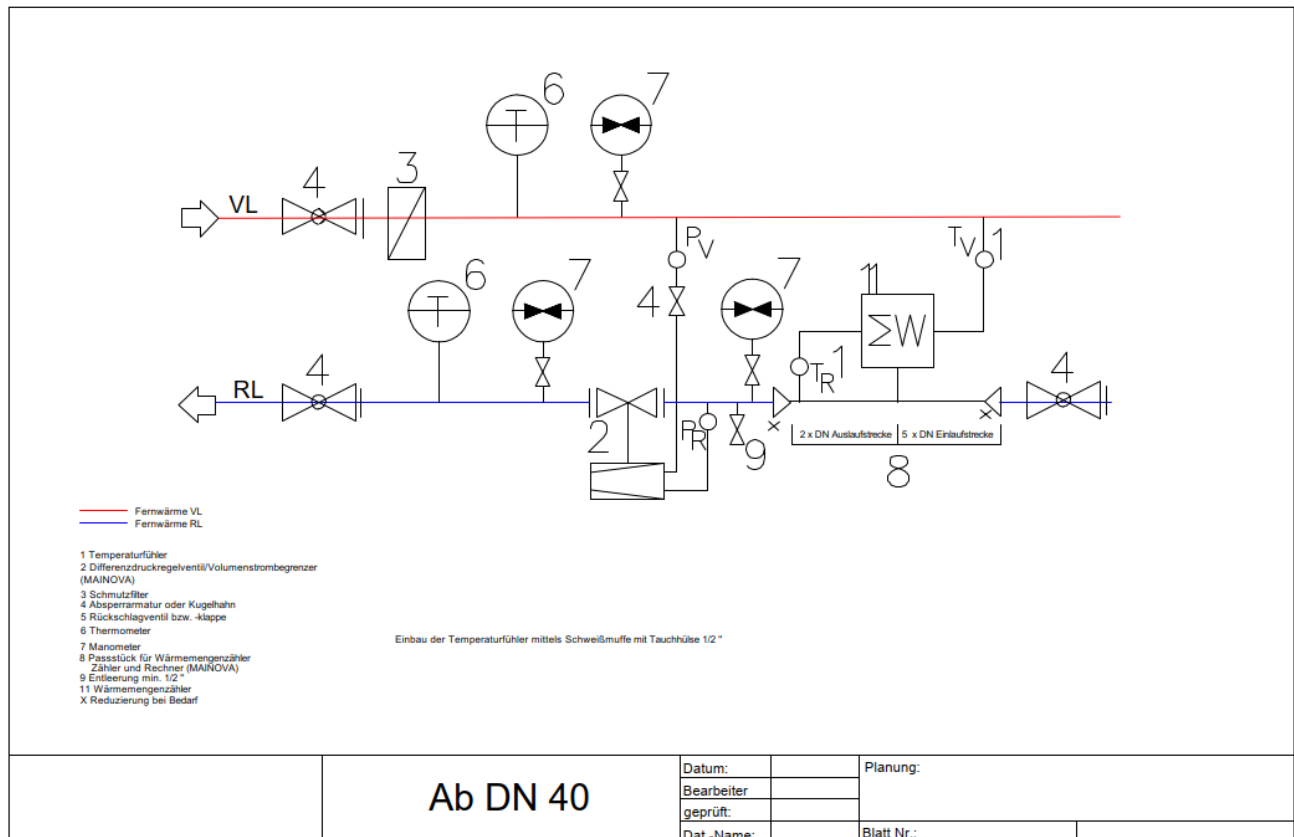 6
7
3
4
T
VL
P V
T V 1
6
7
7
11
4
T
ΣW
4
T R 1
4
RL
P R
x
x
2 x DN Auslaufstrecke
5 x DN Einlaufstrecke
2
9
8
Fernwärme VL
Fernwärme RL
1 Temperaturfühler
2 Differenzdruckregelventil/Volumenstrombegrenzer
(MAINOVA)
3 Schmutzfilter
4 Absperrarmatur oder Kugelhahn
5 Rückschlagventil bzw. -klappe
6 Thermometer
7 Manometer
8 Passstück für Wärmemengenzähler
Zähler und Rechner (MAINOVA)
9 Entleerung min. 1/2 "
11 Wärmemengenzähler
X Reduzierung bei Bedarf
Einbau der Temperaturfühler mittels Schweißmuffe mit Tauchhülse 1/2 "
Ab DN 40
Datum:
Planung:
Bearbeiter
geprüft:
Dat.-Name:
Blatt Nr.: